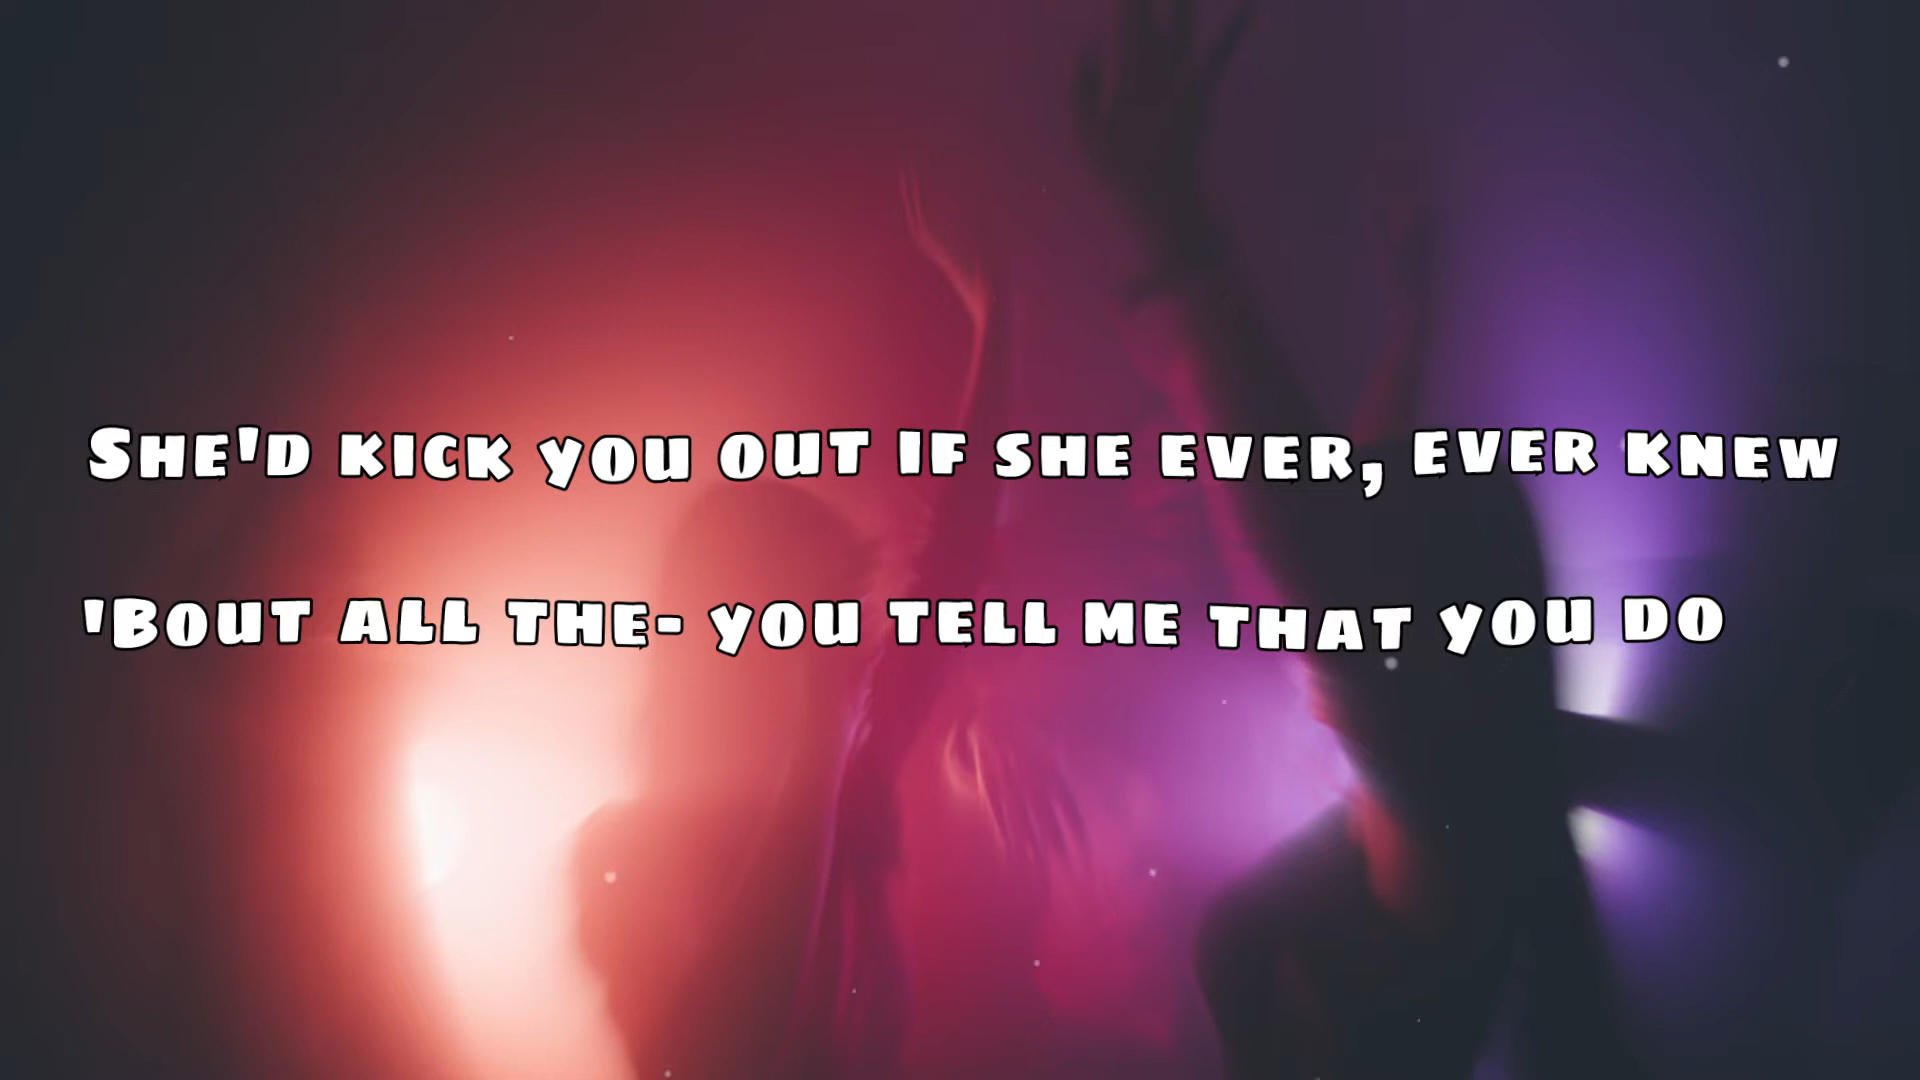 She'd kick you out if she ever, ever knew
'Bout all the- you tell me that you do